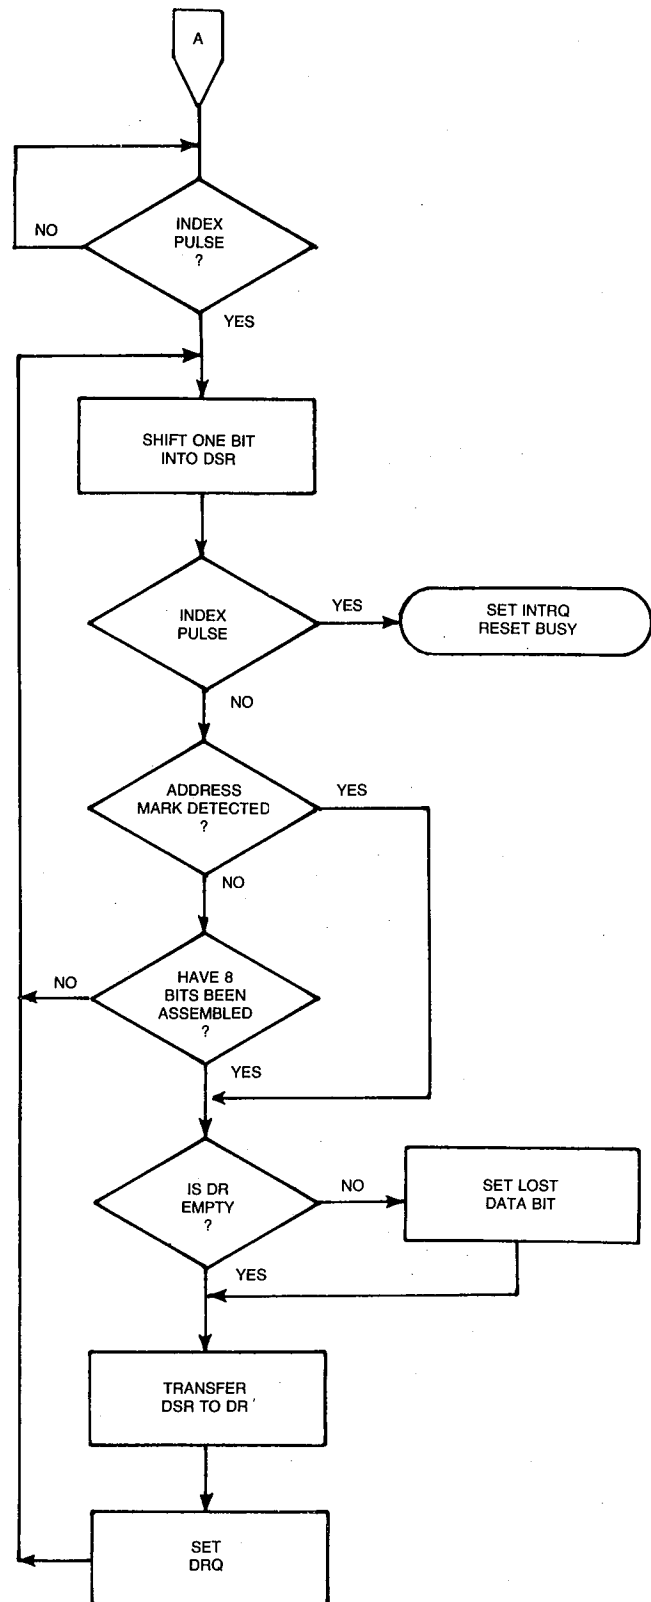 A
INDEX
PULSE
?
NO
YES
SHIFT ONE BIT
INTO DSR
INDEX
PULSE
YES
SET INTRQ
RESET BUSY
NO
ADDRESS
MARK DETECTED
?
YES
NO
HAVE 8
BITS BEEN
ASSEMBLED
?
NO
YES
IS DR
EMPTY
?
NO
SET LOST
DATA BIT
YES
TRANSFER
DSR TO DR
SET
DRQ